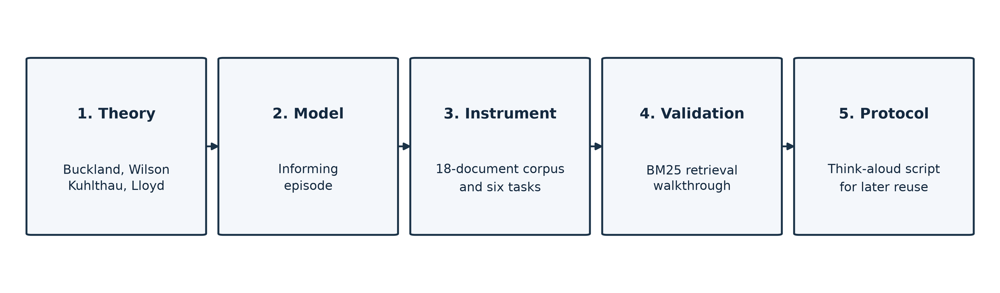 1. Theory
Buckland, Wilson
Kuhlthau, Lloyd
2. Model
Informing
episode
3. Instrument
18-document corpus
and six tasks
4. Validation
BM25 retrieval
walkthrough
5. Protocol
Think-aloud script
for later reuse